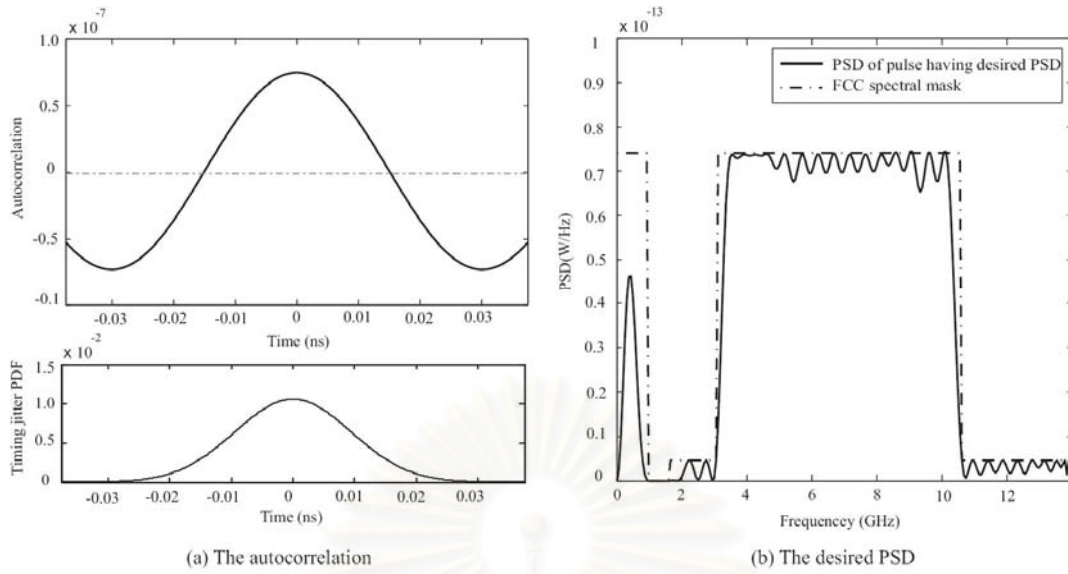 x 10 -7
1.0
0.5
0
-0.5
-0.1
Autocorrelation
-0.03 -0.02 -0.01 0 0.01 0.02 0.03
Time (ns)
x 10 -2
1.5
1.0
0.5
0
Timing jitter PDF
-0.03 -0.02 -0.01 0 0.01 0.02 0.03
Time (ns)
(a) The autocorrelation
x 10 -13
1
0.9
0.8
0.7
0.6
0.5
0.4
0.3
0.2
0.1
0
PSD(W/Hz)
PSD of pulse having desired PSD
FCC spectral mask
0 2 4 6 8 10 12
Frequencey (GHz)
(b) The desired PSD